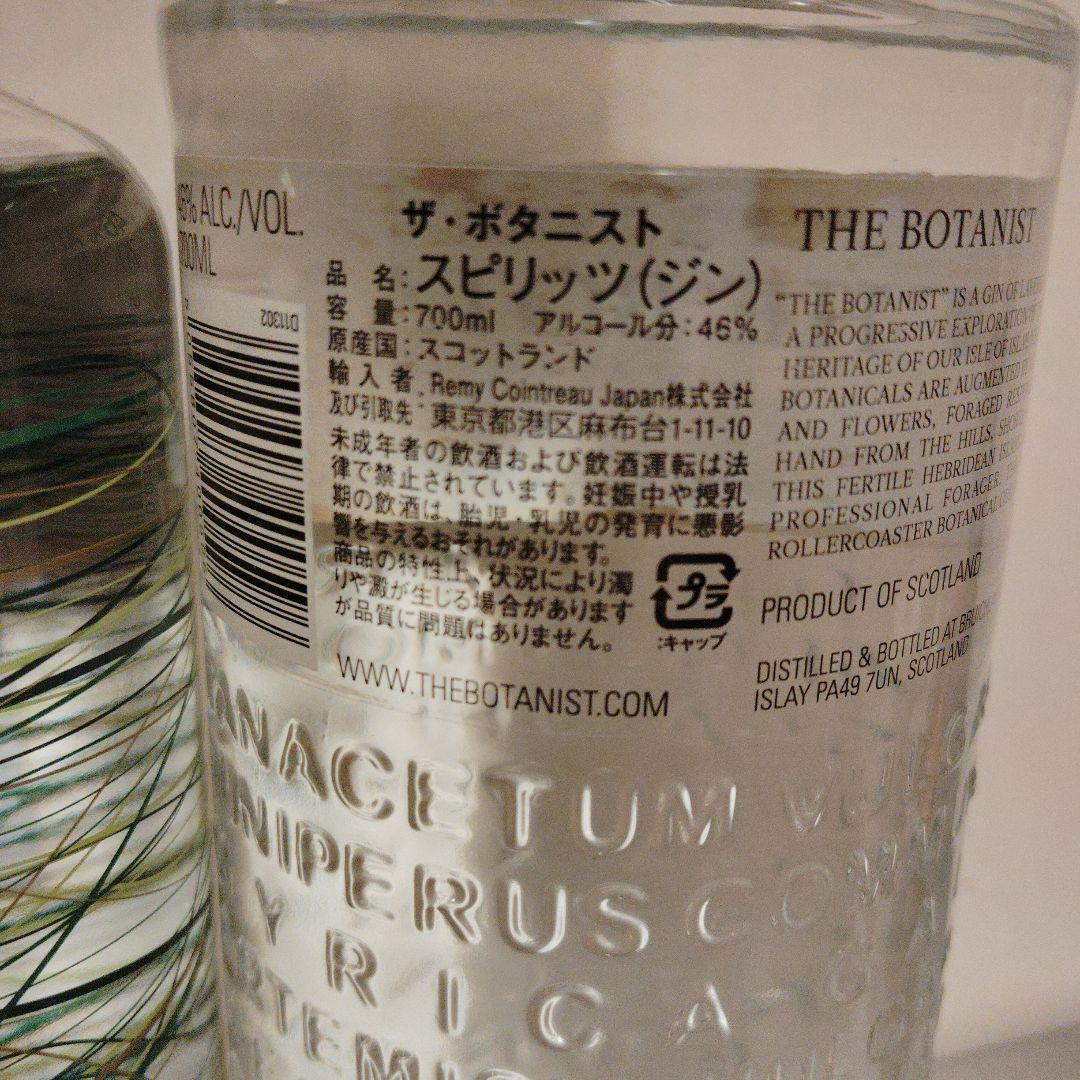 46% ALC./VOL.
700ML
D11302
ザ・ボタニスト
品 名:スピリッツ(ジン)
容 量:700ml アルコール分:46%
原産国:スコットランド
輸入者 Remy Cointreau Japan株式会社
及び引取先:東京都港区麻布台1-11-10
未成年者の飲酒および飲酒運転は法
律で禁止されています。妊娠中や授乳
期の飲酒は、胎児・乳児の発育に悪影
響を与えるおそれがあります。
商品の特性上、状況により濁
りや澱が生じる場合があります
が品質に問題はありません。
プラ
:キャップ
WWW.THEBOTANIST.COM
THE BOTANIST
"THE BOTANIST" IS A GIN OF
A PROGRESSIVE EXPLORATION
HERITAGE OF OUR ISLE OF
BOTANICALS ARE AUGMENTED
AND FLOWERS, FORAGED
HAND FROM THE HILLS,
THIS FERTILE HEBRIDEAN
PROFESSIONAL FORAGER,
ROLLERCOASTER BOTANICAL
PRODUCT OF SCOTLAND
DISTILLED & BOTTLED AT
ISLAY PA49 7UN, SCOTLAND
ANACETUM
NIPERUS COMM
YRICA
RTEMI